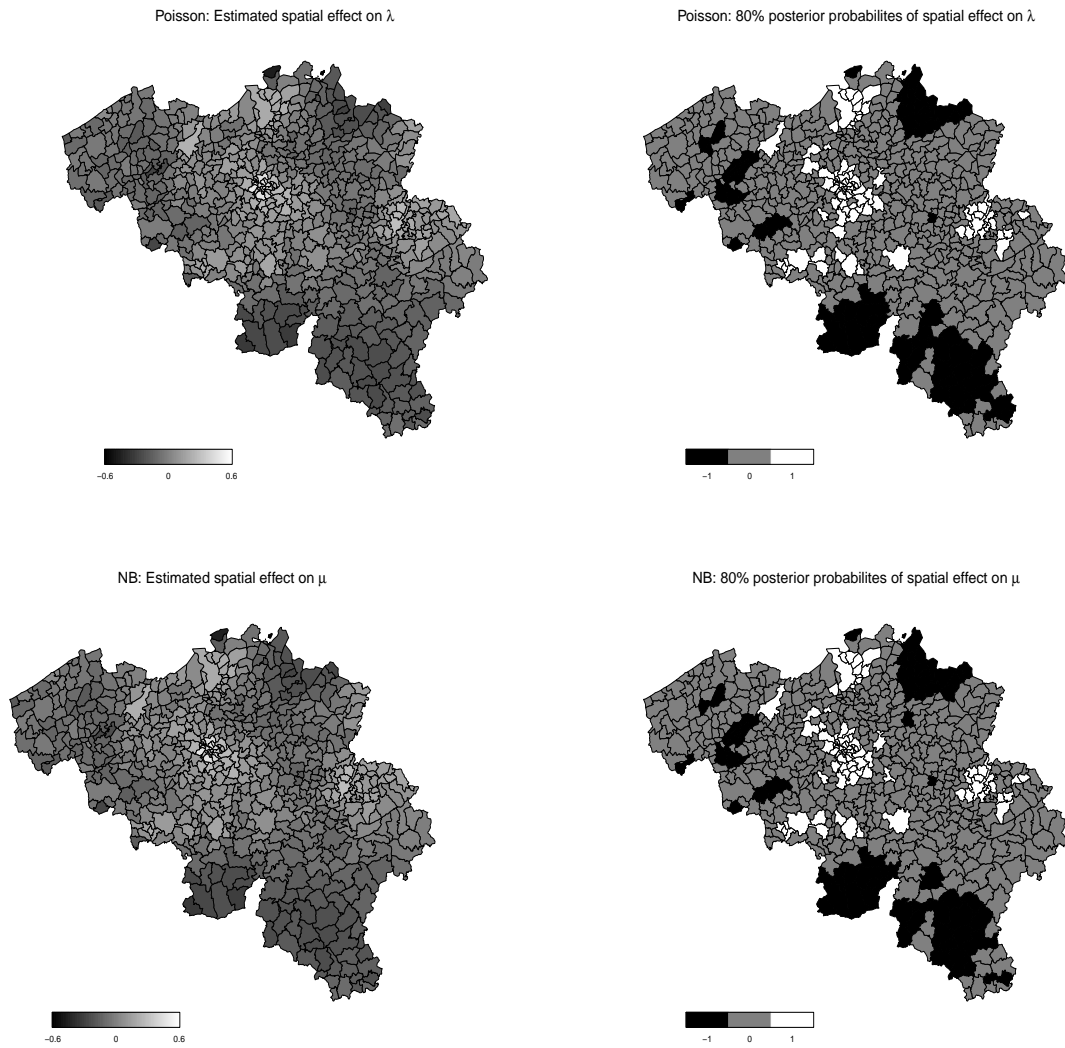 Poisson: Estimated spatial effect on λ
Poisson: 80% posterior probabilites of spatial effect on λ
−0.6 0 0.6
−1 0 1
NB: Estimated spatial effect on μ
NB: 80% posterior probabilites of spatial effect on μ
−0.6 0 0.6
−1 0 1